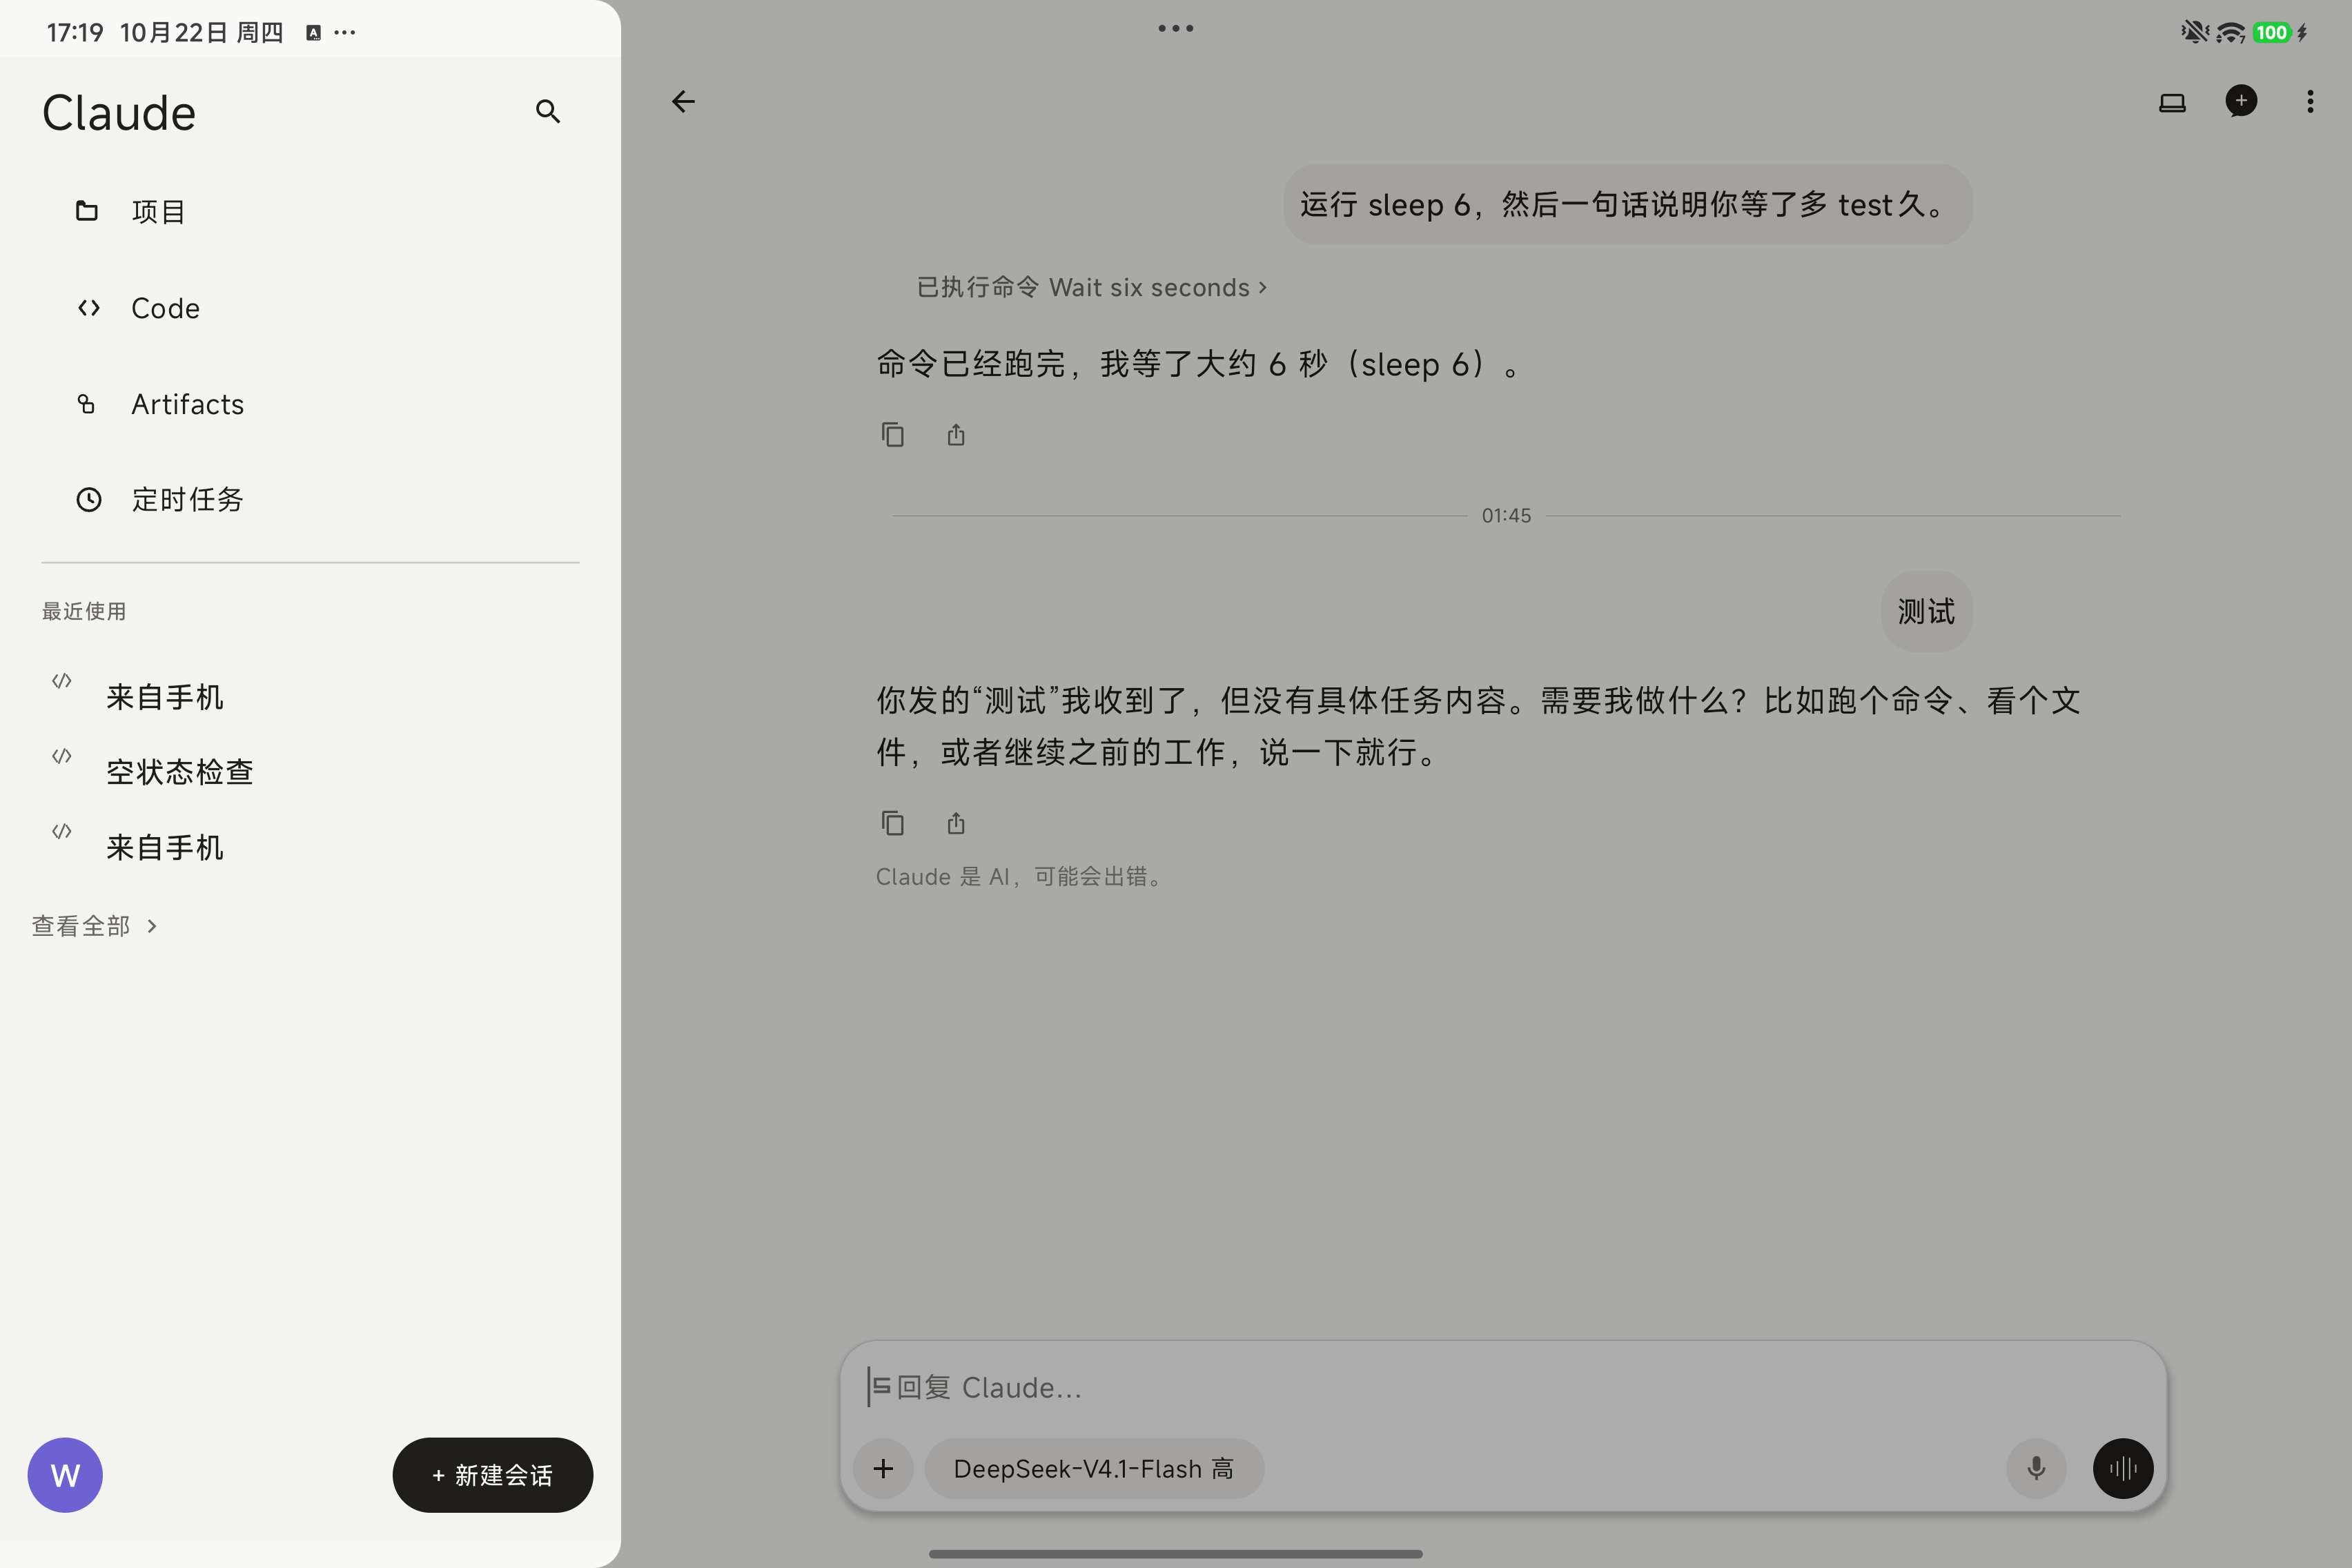 17:19 10月22日 周四
100
Claude
项目
Code
Artifacts
定时任务
最近使用
来自手机
空状态检查
来自手机
查看全部
W
+ 新建会话
运行 sleep 6，然后一句话说明你等了多 test久。
已执行命令 Wait six seconds
命令已经跑完，我等了大约 6 秒（sleep 6）。
01:45
测试
你发的“测试”我收到了，但没有具体任务内容。需要我做什么？比如跑个命令、看个文
件，或者继续之前的工作，说一下就行。
Claude 是 AI，可能会出错。
回复 Claude...
DeepSeek-V4.1-Flash 高